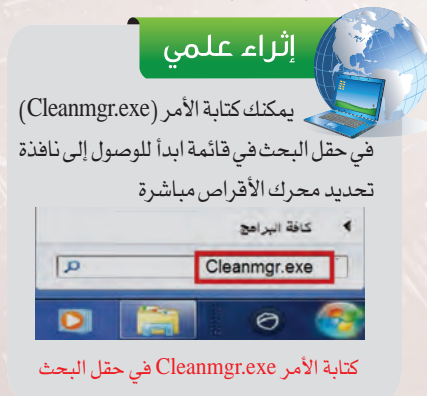 إثراء علمي
يمكنك كتابة الأمر (Cleanmgr.exe)
في حقل البحث في قائمة ابدأ للوصول إلى نافذة
تحديد محرك الأقراص مباشرة
كافة البرامج
Cleanmgr.exe
كتابة الأمر Cleanmgr.exe في حقل البحث